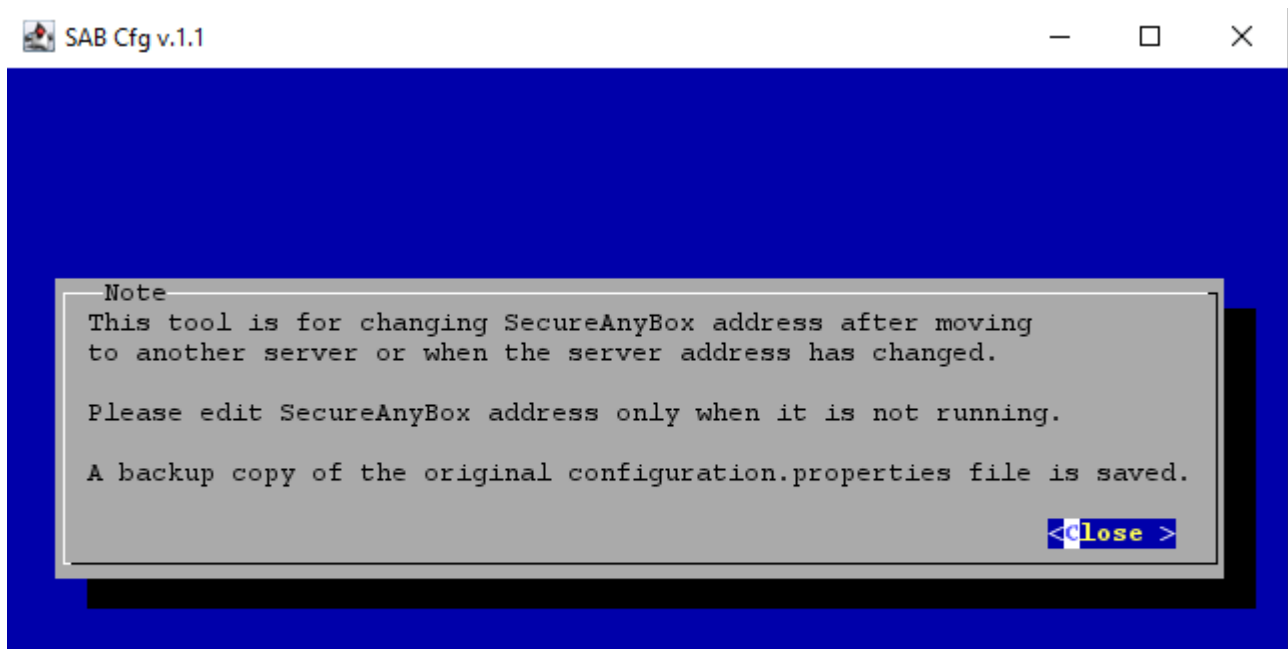 SAB Cfg v.1.1
Note
This tool is for changing SecureAnyBox address after moving
to another server or when the server address has changed.
Please edit SecureAnyBox address only when it is not running.
A backup copy of the original configuration.properties file is saved.
<Close >